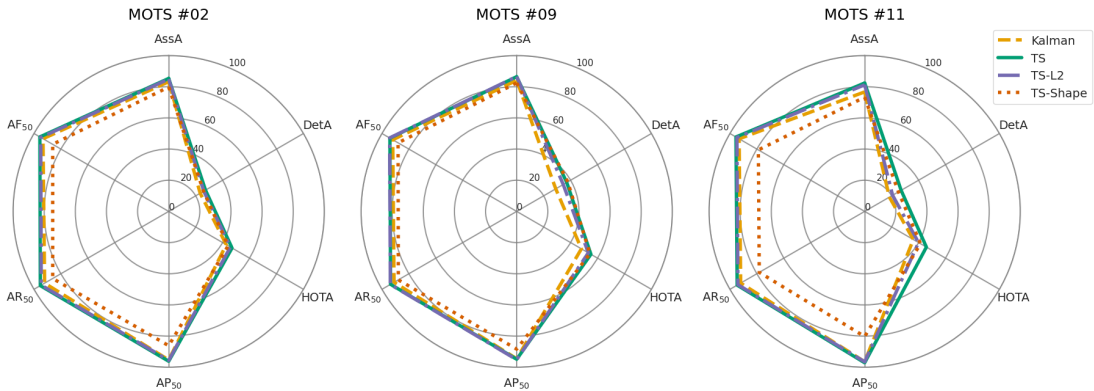 MOTS #02
AssA
100
80
60
40
20
0
DetA
HOTA
AP50
AR50
AF50
MOTS #09
AssA
100
80
60
40
20
0
DetA
HOTA
AP50
AR50
AF50
MOTS #11
AssA
100
80
60
40
20
0
DetA
HOTA
AP50
AR50
AF50
Kalman
TS
TS-L2
TS-Shape